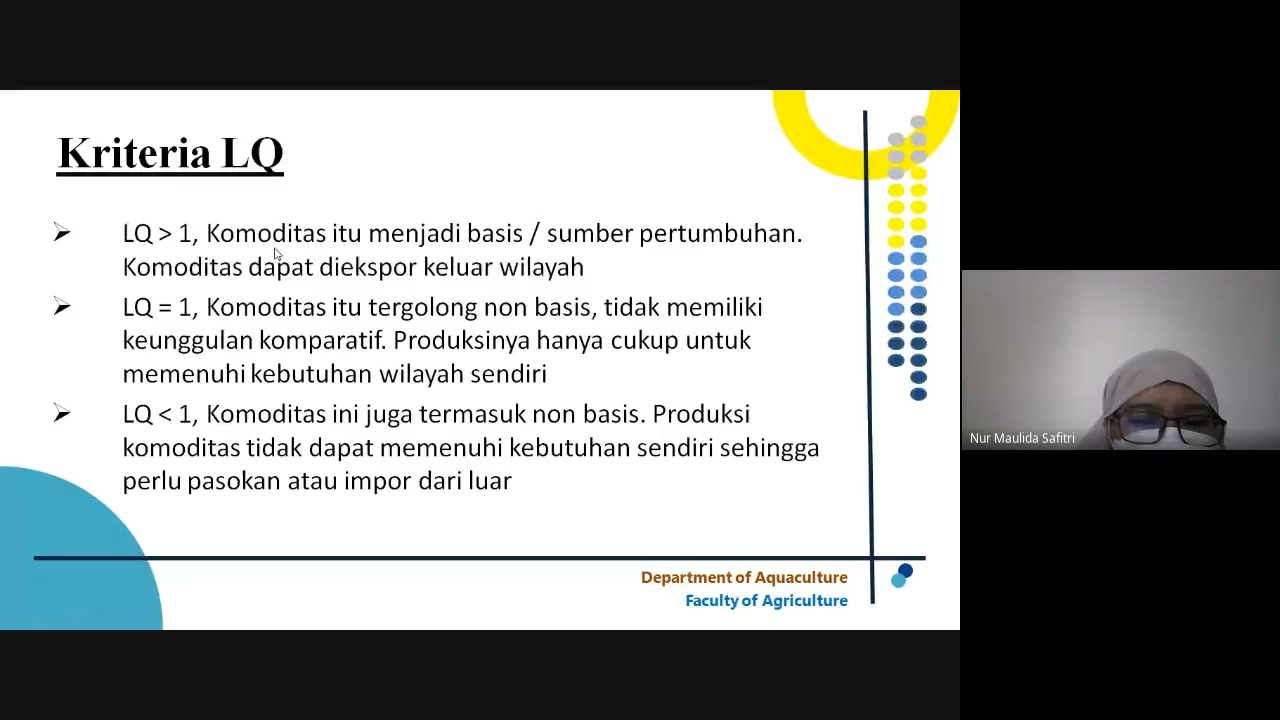 Kriteria LQ
LQ > 1, Komoditas itu menjadi basis / sumber pertumbuhan.
Komoditas dapat diekspor keluar wilayah
LQ = 1, Komoditas itu tergolong non basis, tidak memiliki
keunggulan komparatif. Produksinya hanya cukup untuk
memenuhi kebutuhan wilayah sendiri
LQ < 1, Komoditas ini juga termasuk non basis. Produksi
komoditas tidak dapat memenuhi kebutuhan sendiri sehingga
perlu pasokan atau impor dari luar
Department of Aquaculture
Faculty of Agriculture
Nur Maulida Safitri